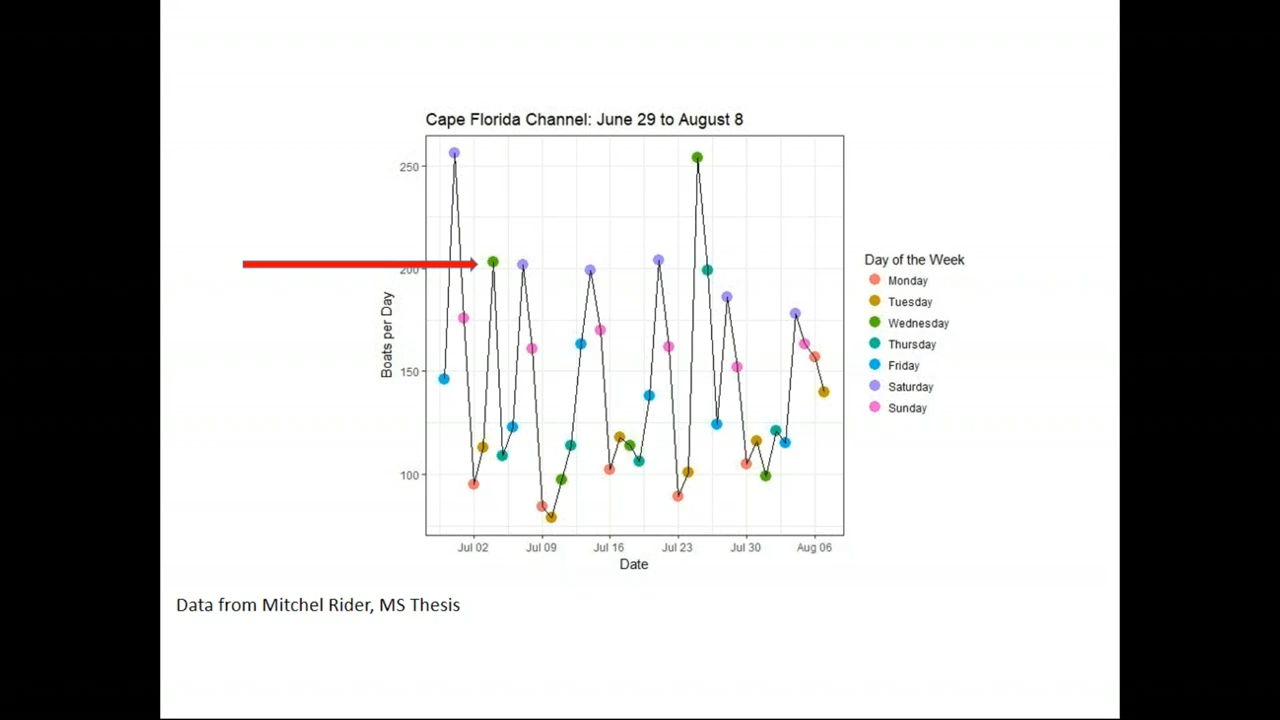 Cape Florida Channel: June 29 to August 8
250
200
150
100
Boats per Day
Jul 02 Jul 09 Jul 16 Jul 23 Jul 30 Aug 06
Date
Day of the Week
Monday
Tuesday
Wednesday
Thursday
Friday
Saturday
Sunday
Data from Mitchel Rider, MS Thesis